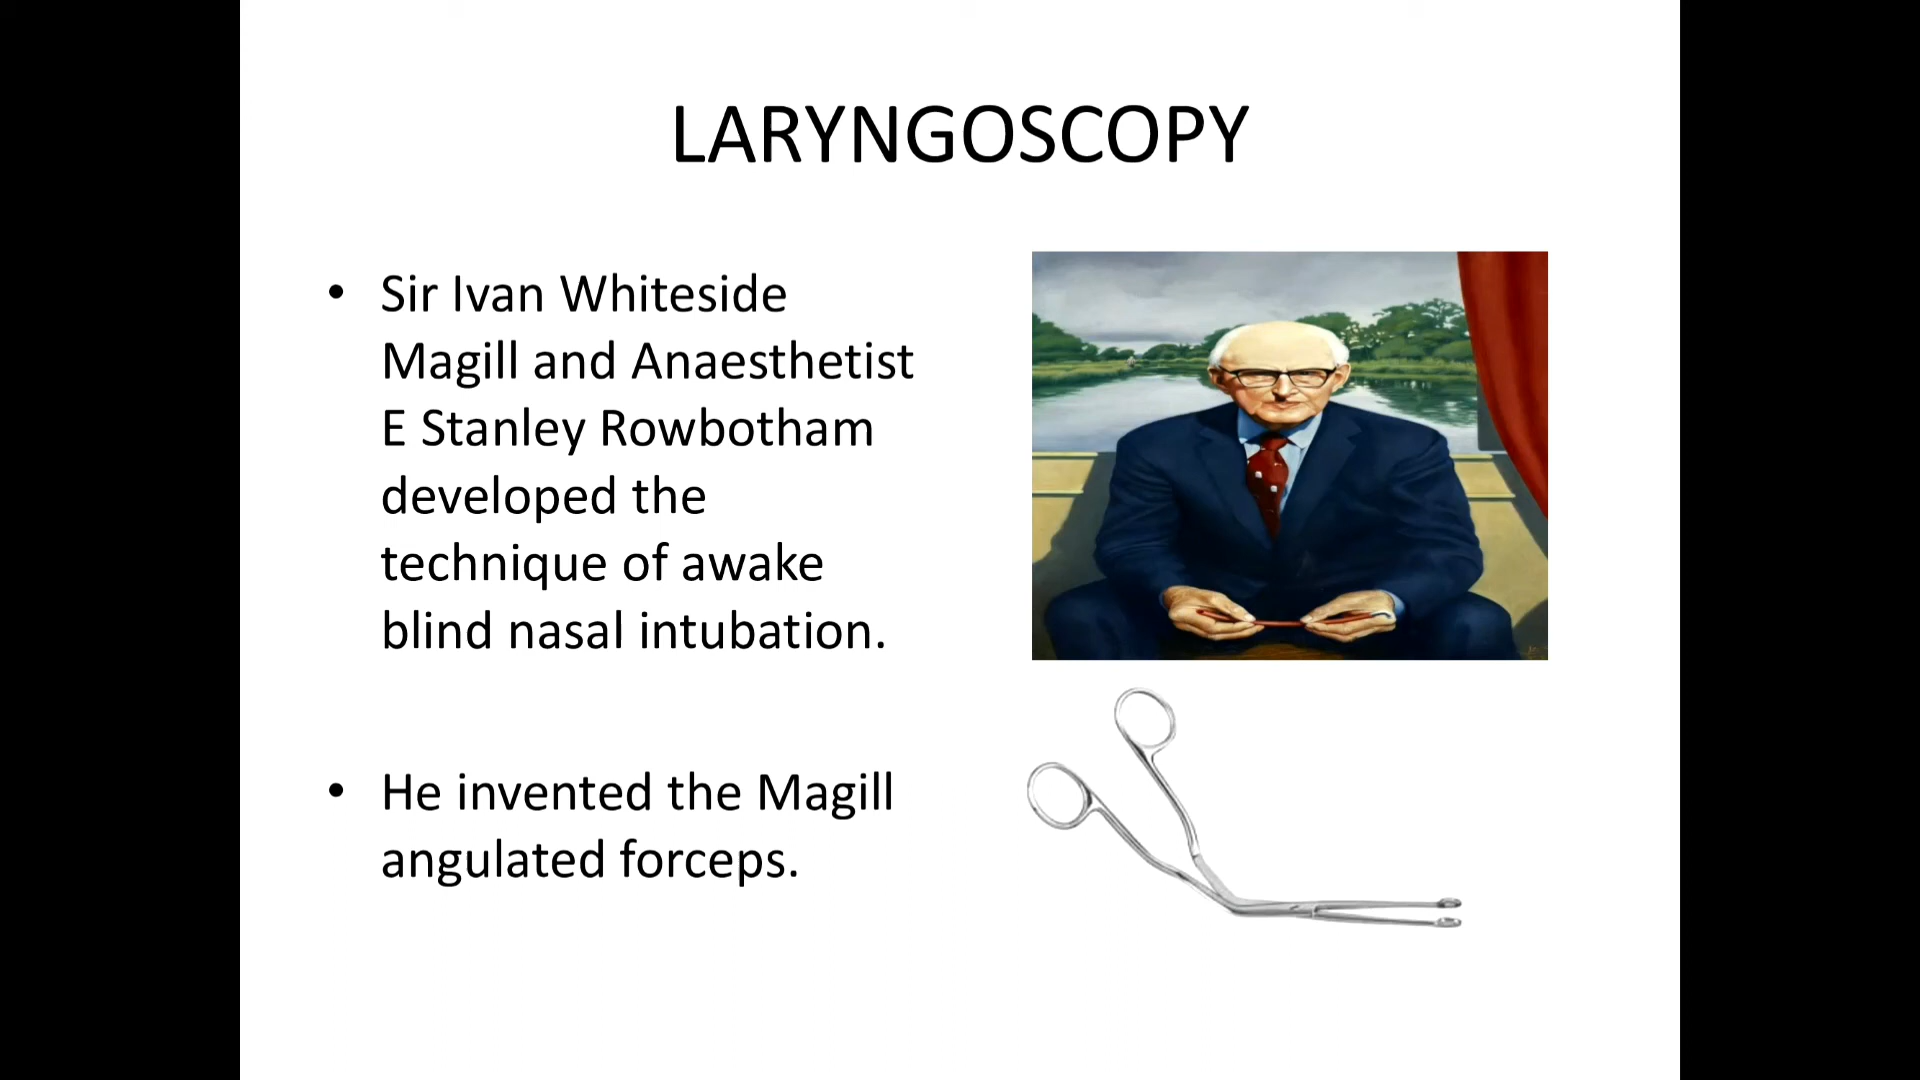 LARYNGOSCOPY
• Sir Ivan Whiteside
Magill and Anaesthetist
E Stanley Rowbotham
developed the
technique of awake
blind nasal intubation.
• He invented the Magill
angulated forceps.